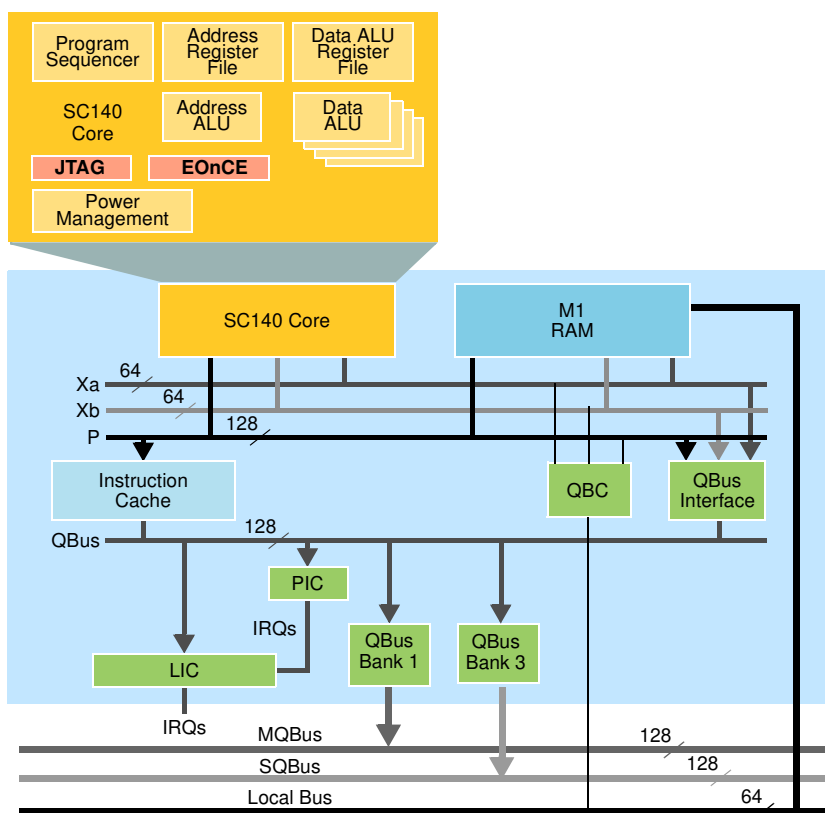 Program
Sequencer
Address
Register
File
Data ALU
Register
File
SC140
Core
Address
ALU
Data
ALU
JTAG
EOnCE
Power
Management
SC140 Core
M1
RAM
Xa
64
Xb
64
P
128
Instruction
Cache
QBC
QBus
Interface
QBus
128
PIC
IRQs
QBus
Bank 1
QBus
Bank 3
LIC
IRQs
MQBus
128
SQBus
128
Local Bus
64